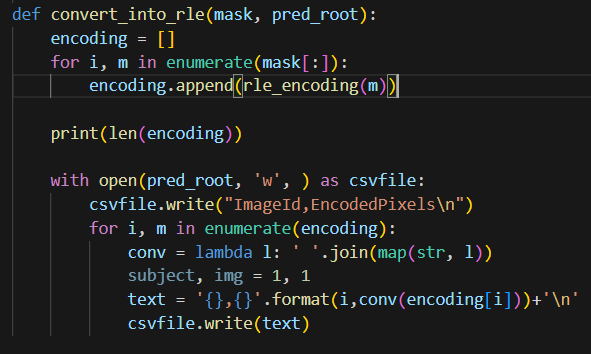 def convert_into_rle(mask, pred_root):
    encoding = []
    for i, m in enumerate(mask[:]):
        encoding.append(rle_encoding(m))
    print(len(encoding))
    with open(pred_root, 'w', ) as csvfile:
        csvfile.write("ImageId,EncodedPixels\n")
        for i, m in enumerate(encoding):
            conv = lambda l: ' '.join(map(str, l))
            subject, img = 1, 1
            text = '{},{}'.format(i,conv(encoding[i]))+'\n'
            csvfile.write(text)